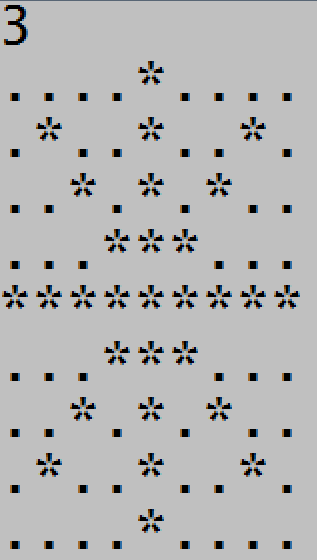 3
. . . . * . . . .
. * . . * . . * .
. . * . * . * . .
. . . * * * . . .
* * * * * * * * *
. . . * * * . . .
. . * . * . * . .
. * . . * . . * .
. . . . * . . . .